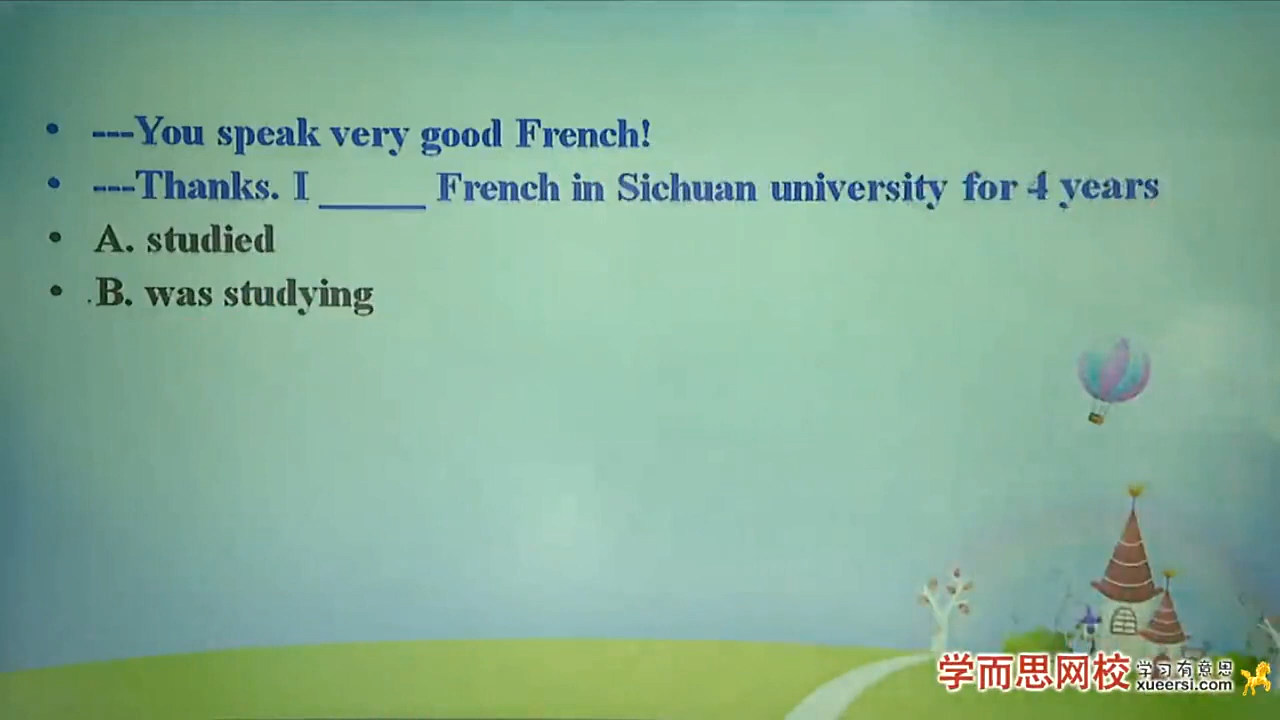 • ---You speak very good French!
• ---Thanks. I _____ French in Sichuan university for 4 years
• A. studied
• B. was studying
学而思网校 学习有意思
xueersi.com